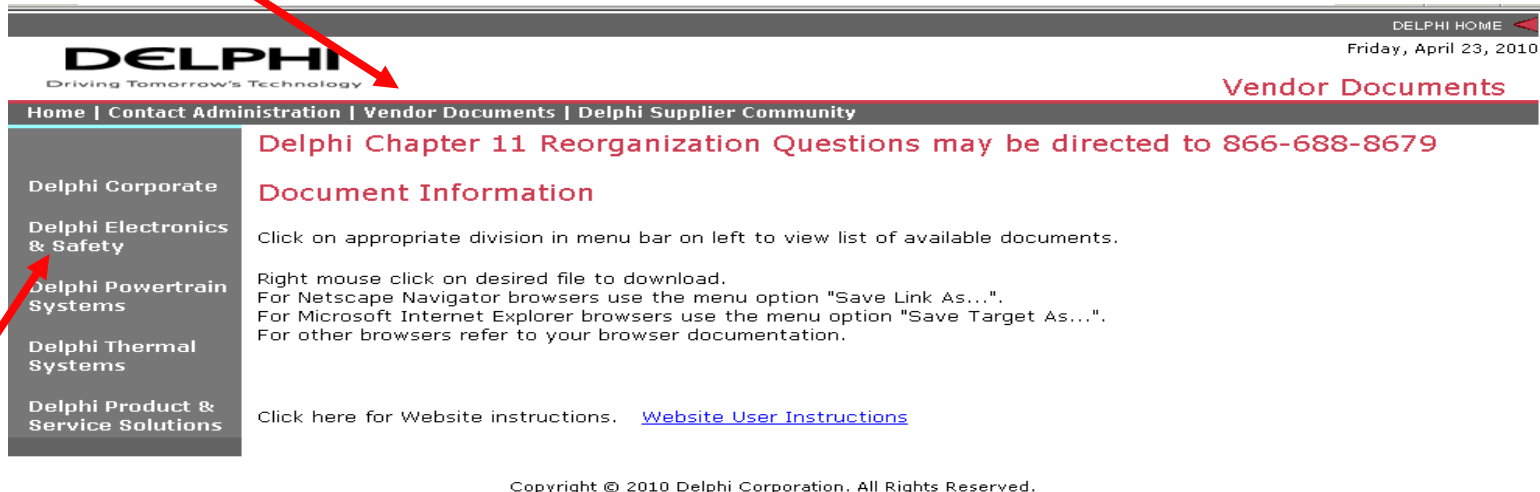 DELPHI HOME
DELPHI
Friday, April 23, 2010
Driving Tomorrow's Technology
Vendor Documents
Home | Contact Administration | Vendor Documents | Delphi Supplier Community
Delphi Chapter 11 Reorganization Questions may be directed to 866-688-8679
Delphi Corporate
Delphi Electronics
& Safety
Delphi Powertrain
Systems
Delphi Thermal
Systems
Delphi Product &
Service Solutions
Document Information
Click on appropriate division in menu bar on left to view list of available documents.
Right mouse click on desired file to download.
For Netscape Navigator browsers use the menu option "Save Link As...".
For Microsoft Internet Explorer browsers use the menu option "Save Target As...".
For other browsers refer to your browser documentation.
Click here for Website instructions. Website User Instructions
Copyright © 2010 Delphi Corporation. All Rights Reserved.